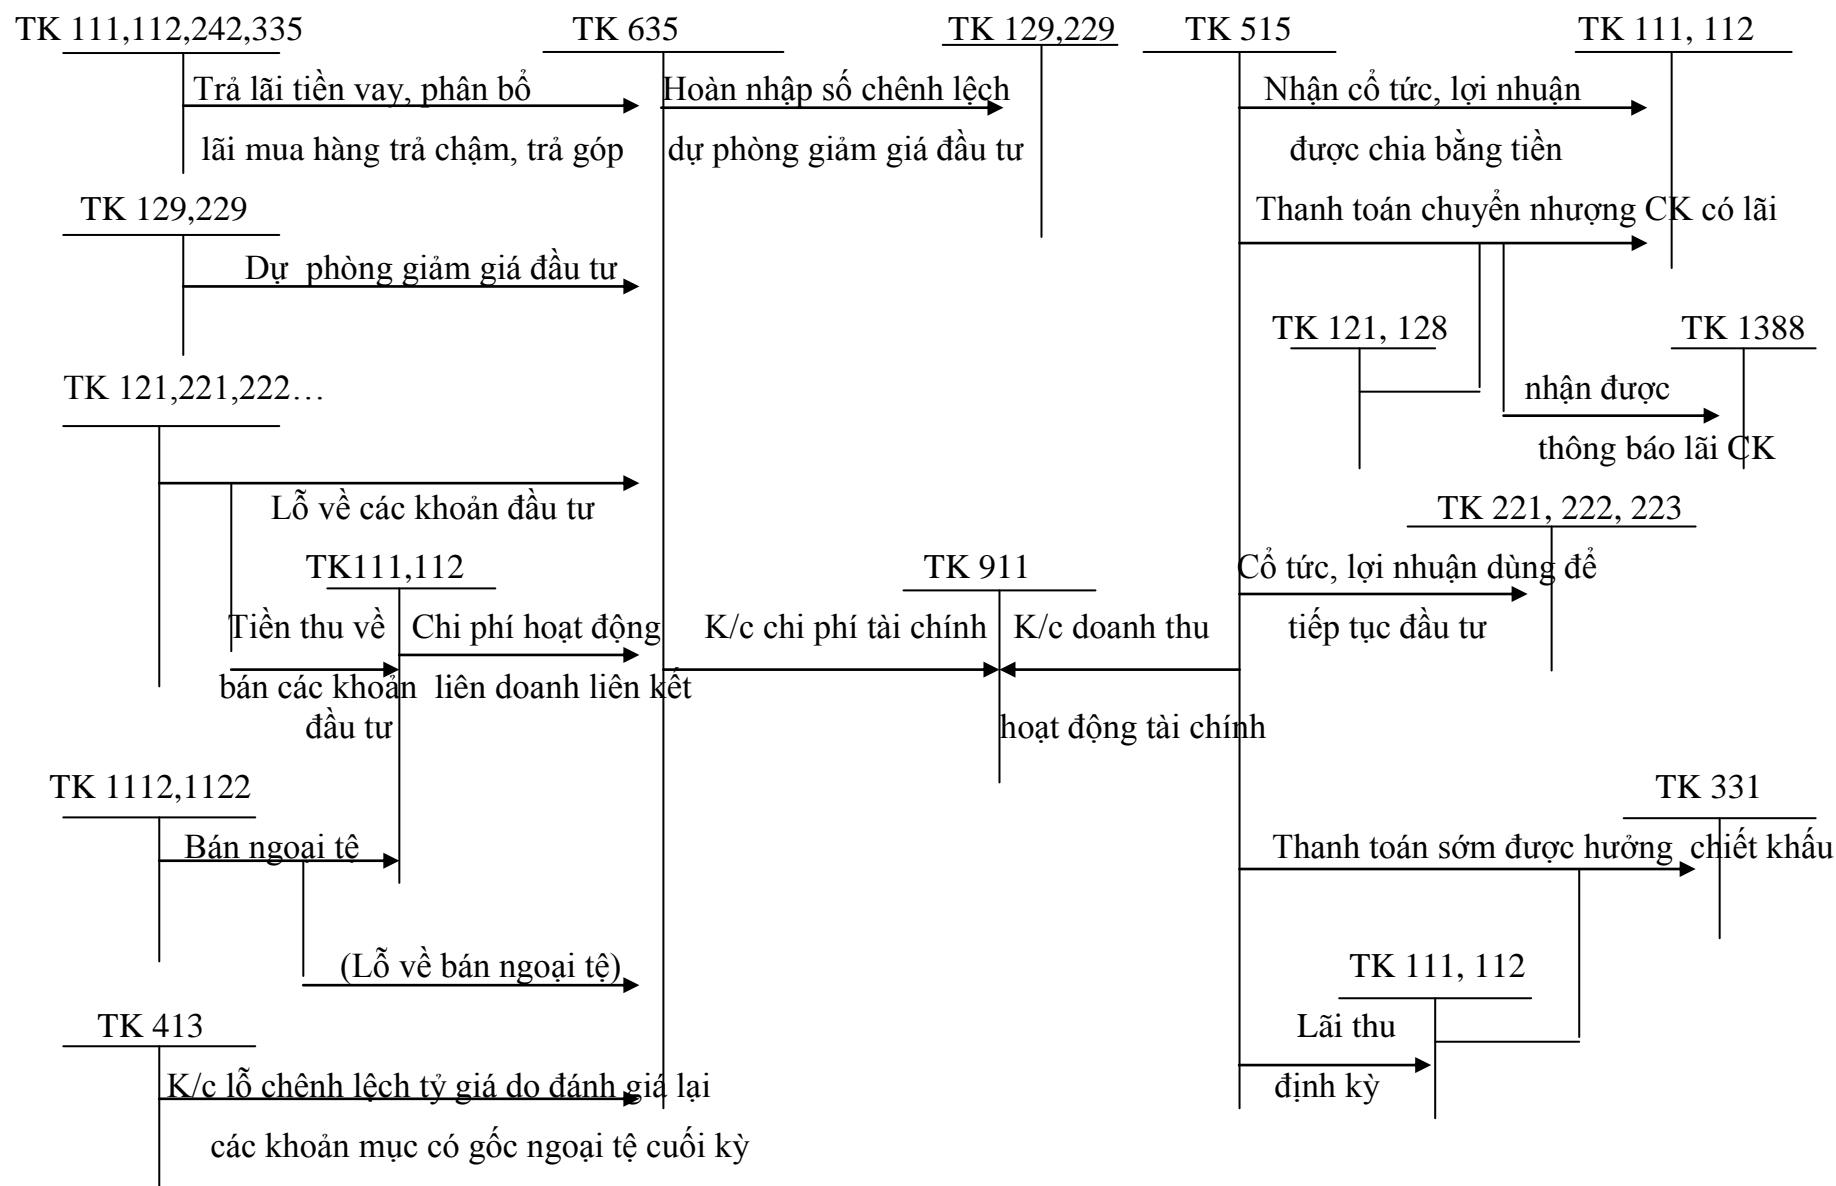 TK 111,112,242,335
TK 635
TK 129,229
TK 515
TK 111, 112
Trả lãi tiền vay, phân bổ
lãi mua hàng trả chậm, trả góp
Hoàn nhập số chênh lệch
dự phòng giảm giá đầu tư
Nhận cổ tức, lợi nhuận
được chia bằng tiền
TK 129,229
Thanh toán chuyển nhượng CK có lãi
Dự phòng giảm giá đầu tư
TK 121, 128
TK 1388
TK 121,221,222…
nhận được
thông báo lãi CK
Lỗ về các khoản đầu tư
TK 221, 222, 223
TK111,112
TK 911
Cổ tức, lợi nhuận dùng để
tiếp tục đầu tư
Tiền thu về
bán các khoản
đầu tư
Chi phí hoạt động
liên doanh liên kết
K/c chi phí tài chính
K/c doanh thu
hoạt động tài chính
TK 1112,1122
TK 331
Bán ngoại tệ
Thanh toán sớm được hưởng chiết khấu
(Lỗ về bán ngoại tệ)
TK 111, 112
TK 413
Lãi thu
định kỳ
K/c lỗ chênh lệch tỷ giá do đánh giá lại
các khoản mục có gốc ngoại tệ cuối kỳ